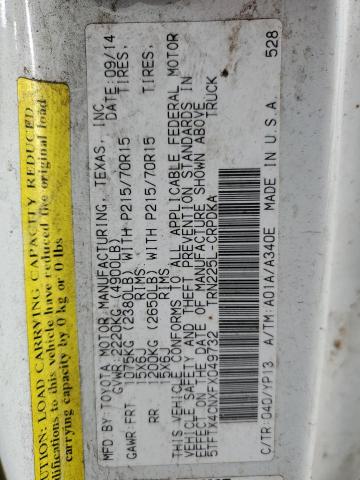 CAUTION: LOAD CARRYING CAPACITY REDUCED
Modifications to this vehicle have reduced the original load
carrying capacity by 0 kg or 0 lbs
MFD BY TOYOTA MOTOR MANUFACTURING, TEXAS, INC. DATE: 09/14
GVWR: 2220KG (4900LB)
GAWR: FRT 1075KG (2380LB) WITH P215/70R15 TIRES,
15X6J RIMS
RR 1200KG (2650LB) WITH P215/70R15 TIRES,
15X6J RIMS
THIS VEHICLE CONFORMS TO ALL APPLICABLE FEDERAL MOTOR
VEHICLE SAFETY AND THEFT PREVENTION STANDARDS IN
EFFECT ON THE DATE OF MANUFACTURE SHOWN ABOVE.
5TFTX4CNXFX049732 TRN225L-CRPDKA TRUCK
C/TR: 040/YP13 A/TM: A01A/A340E MADE IN U.S.A. 528